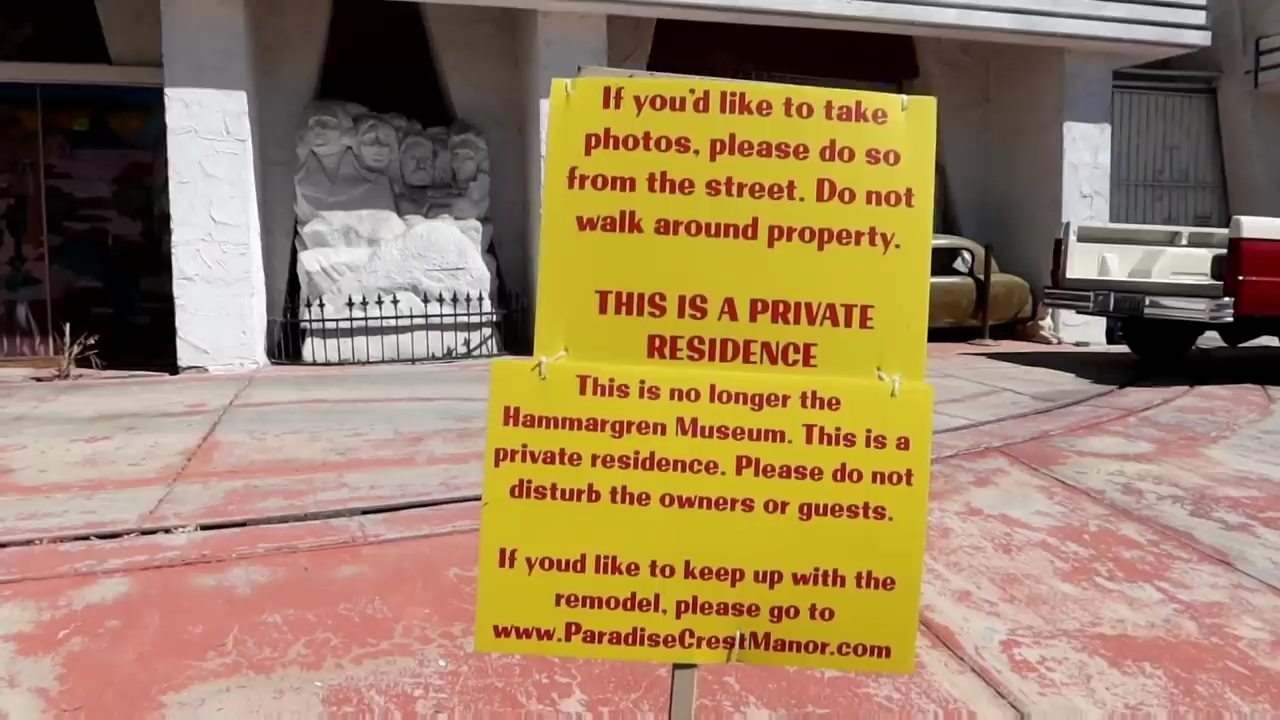 If you'd like to take
photos, please do so
from the street. Do not
walk around property.
THIS IS A PRIVATE
RESIDENCE
This is no longer the
Hammargren Museum. This is a
private residence. Please do not
disturb the owners or guests.
If youd like to keep up with the
remodel, please go to
www.ParadiseCrestManor.com